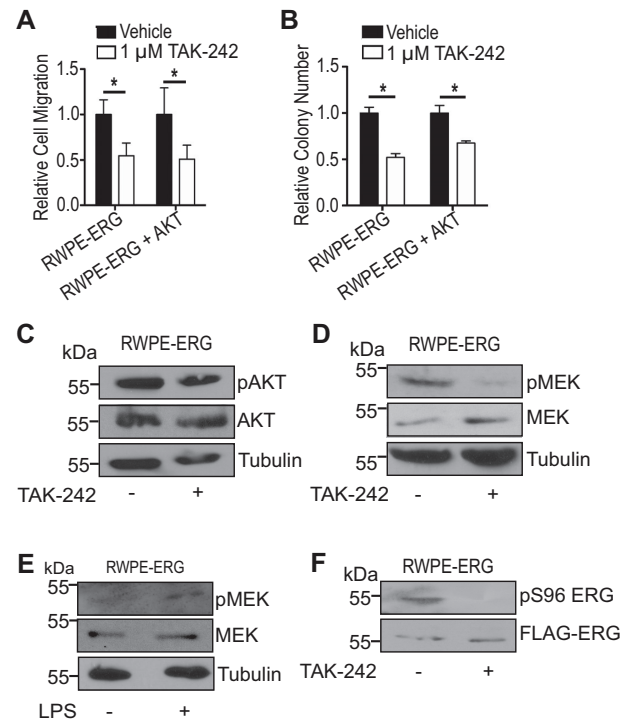 A
Vehicle
1 µM TAK-242
Relative Cell Migration
1.5
1.0
0.5
0.0
*
*
RWPE-ERG
RWPE-ERG + AKT
B
Vehicle
1 µM TAK-242
Relative Colony Number
1.5
1.0
0.5
0.0
*
*
RWPE-ERG
RWPE-ERG + AKT
C
kDa
RWPE-ERG
55
pAKT
55
AKT
55
Tubulin
TAK-242 - +
D
kDa
RWPE-ERG
55
pMEK
55
MEK
55
Tubulin
TAK-242 - +
E
kDa
RWPE-ERG
55
pMEK
55
MEK
55
Tubulin
LPS - +
F
kDa
RWPE-ERG
55
pS96 ERG
55
FLAG-ERG
TAK-242 - +